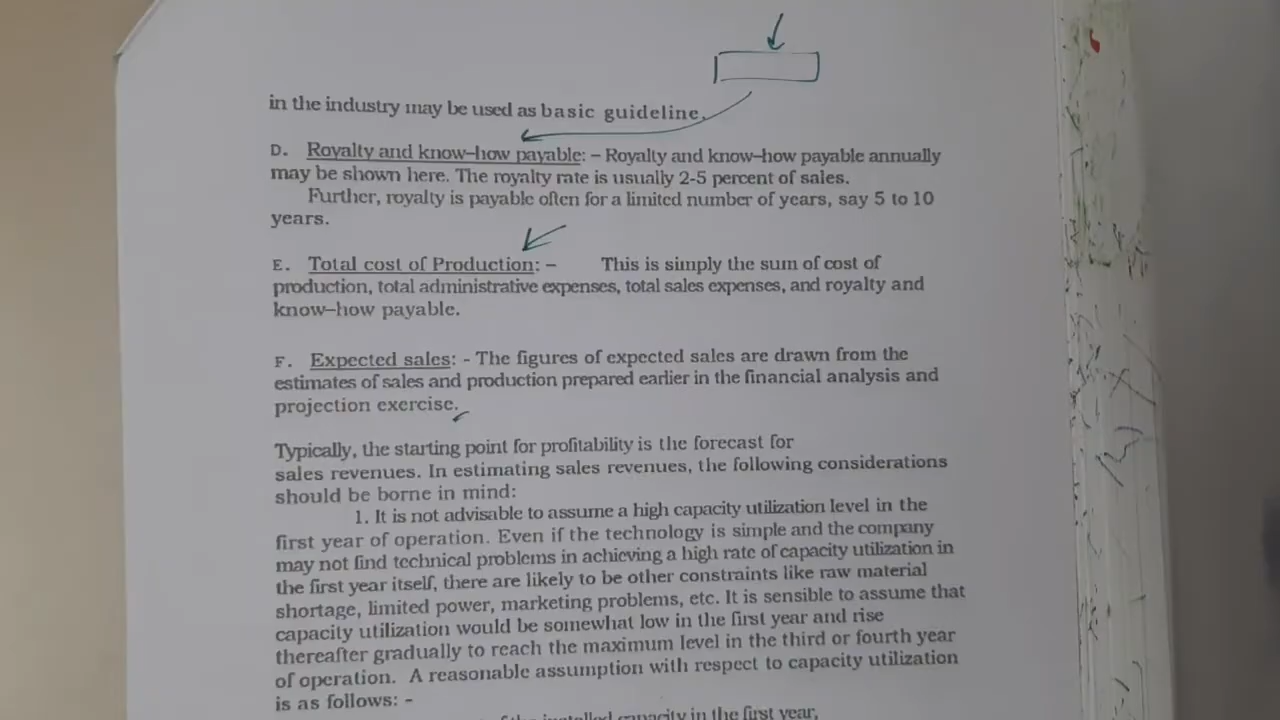 in the industry may be used as basic guideline.
D. Royalty and know–how payable: – Royalty and know–how payable annually
may be shown here. The royalty rate is usually 2-5 percent of sales.
Further, royalty is payable often for a limited number of years, say 5 to 10
years.
E. Total cost of Production: – This is simply the sum of cost of
production, total administrative expenses, total sales expenses, and royalty and
know–how payable.
F. Expected sales: - The figures of expected sales are drawn from the
estimates of sales and production prepared earlier in the financial analysis and
projection exercise.
Typically, the starting point for profitability is the forecast for
sales revenues. In estimating sales revenues, the following considerations
should be borne in mind:
1. It is not advisable to assume a high capacity utilization level in the
first year of operation. Even if the technology is simple and the company
may not find technical problems in achieving a high rate of capacity utilization in
the first year itself, there are likely to be other constraints like raw material
shortage, limited power, marketing problems, etc. It is sensible to assume that
capacity utilization would be somewhat low in the first year and rise
thereafter gradually to reach the maximum level in the third or fourth year
of operation. A reasonable assumption with respect to capacity utilization
is as follows: -
of the installed capacity in the first year,